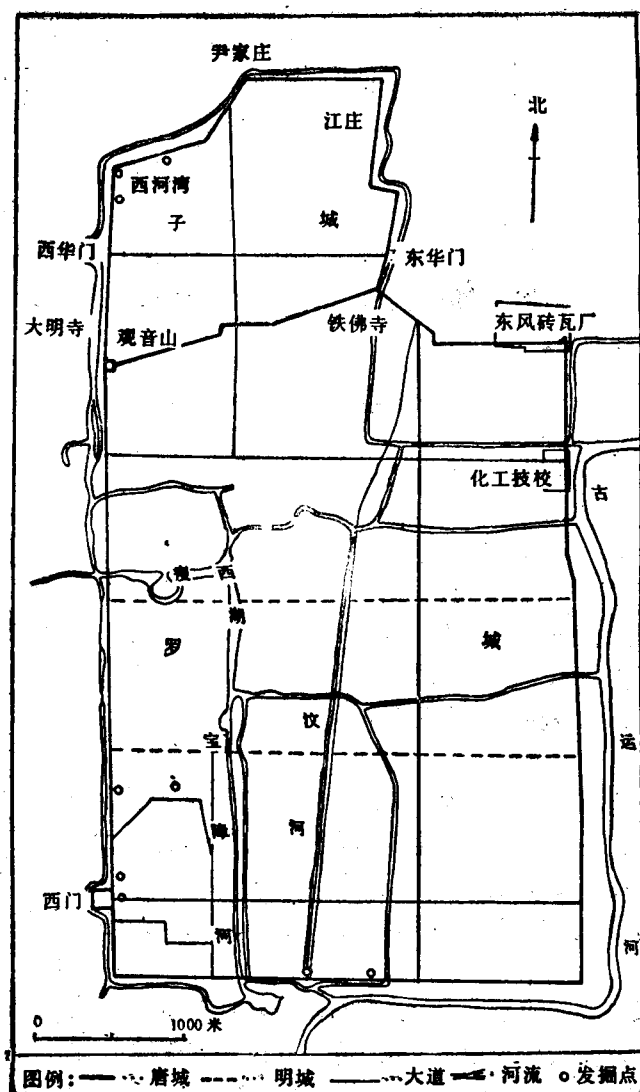 尹家庄
江庄
北
西河湾
子 城
西华门
东华门
大明寺
观音山
铁佛寺
东风砖瓦厂
化工技校
古
瘦西
湖
罗 城
汶
宝
运
障
河
西门
河
河
0 1000米
图例: 唐城 明城 大道 河流 发掘点